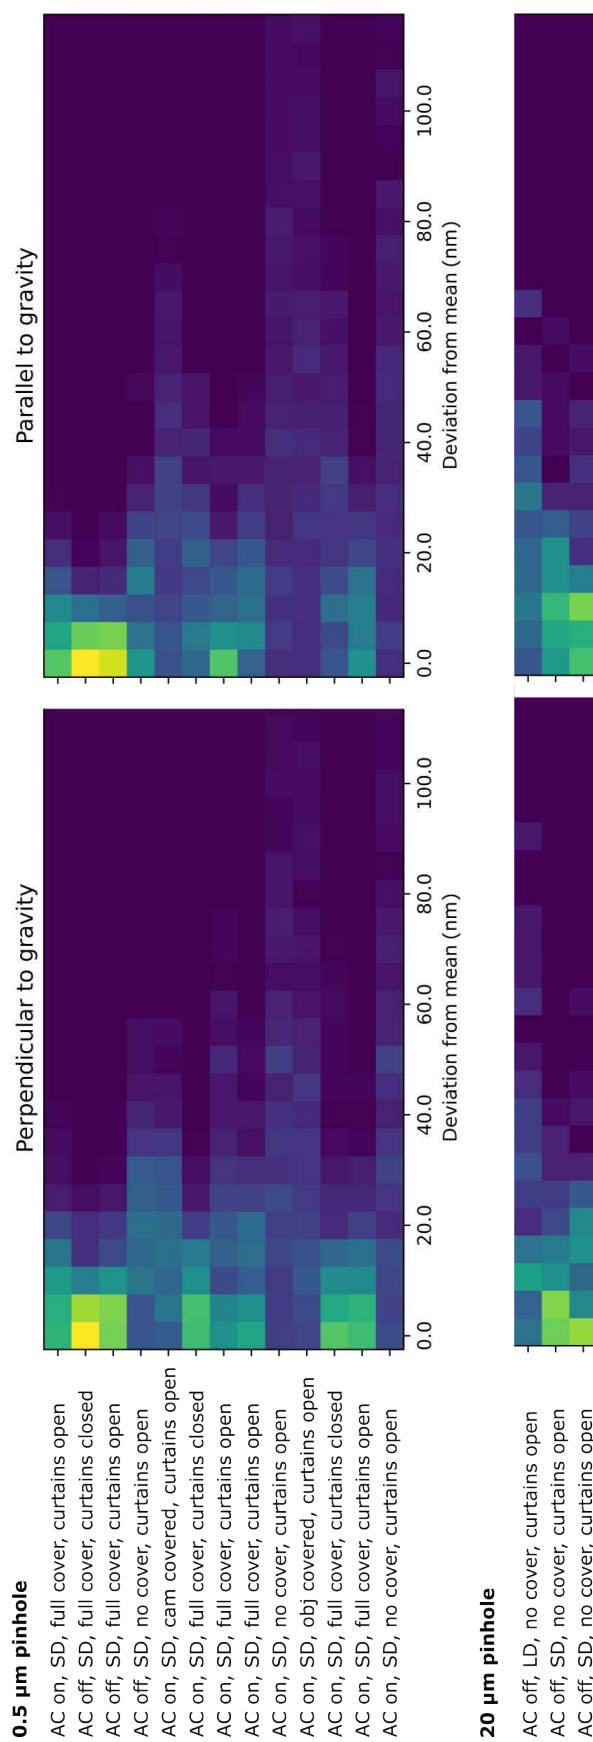 0.5 µm pinhole
Perpendicular to gravity
Parallel to gravity
AC on, SD, full cover, curtains open
AC off, SD, full cover, curtains closed
AC off, SD, full cover, curtains open
AC off, SD, no cover, curtains open
AC on, SD, cam covered, curtains open
AC on, SD, full cover, curtains closed
AC on, SD, full cover, curtains open
AC on, SD, full cover, curtains open
AC on, SD, no cover, curtains open
AC on, SD, obj covered, curtains open
AC on, SD, full cover, curtains closed
AC on, SD, full cover, curtains open
AC on, SD, no cover, curtains open
0.0 20.0 40.0 60.0 80.0 100.0
Deviation from mean (nm)
0.0 20.0 40.0 60.0 80.0 100.0
Deviation from mean (nm)
20 µm pinhole
AC off, LD, no cover, curtains open
AC off, SD, no cover, curtains open
AC off, SD, no cover, curtains open